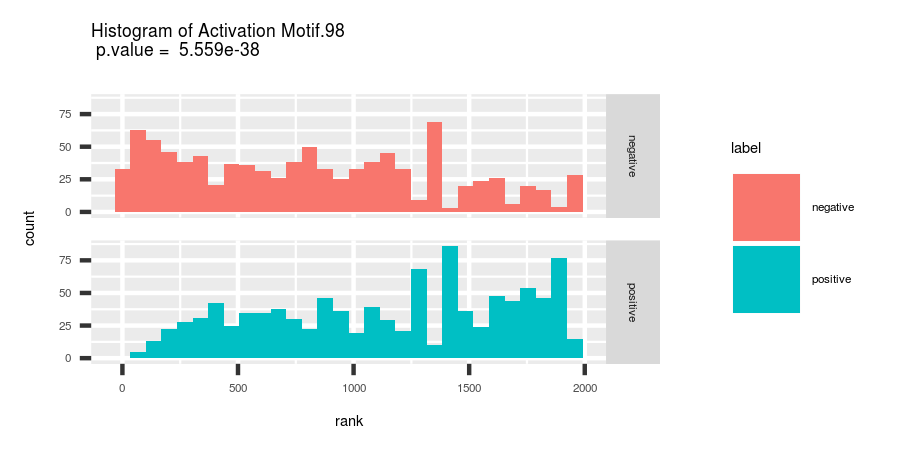 Histogram of Activation Motif.98
p.value =  5.559e-38
count
75
50
25
0
negative
75
50
25
0
positive
0 500 1000 1500 2000
rank
label
negative
positive